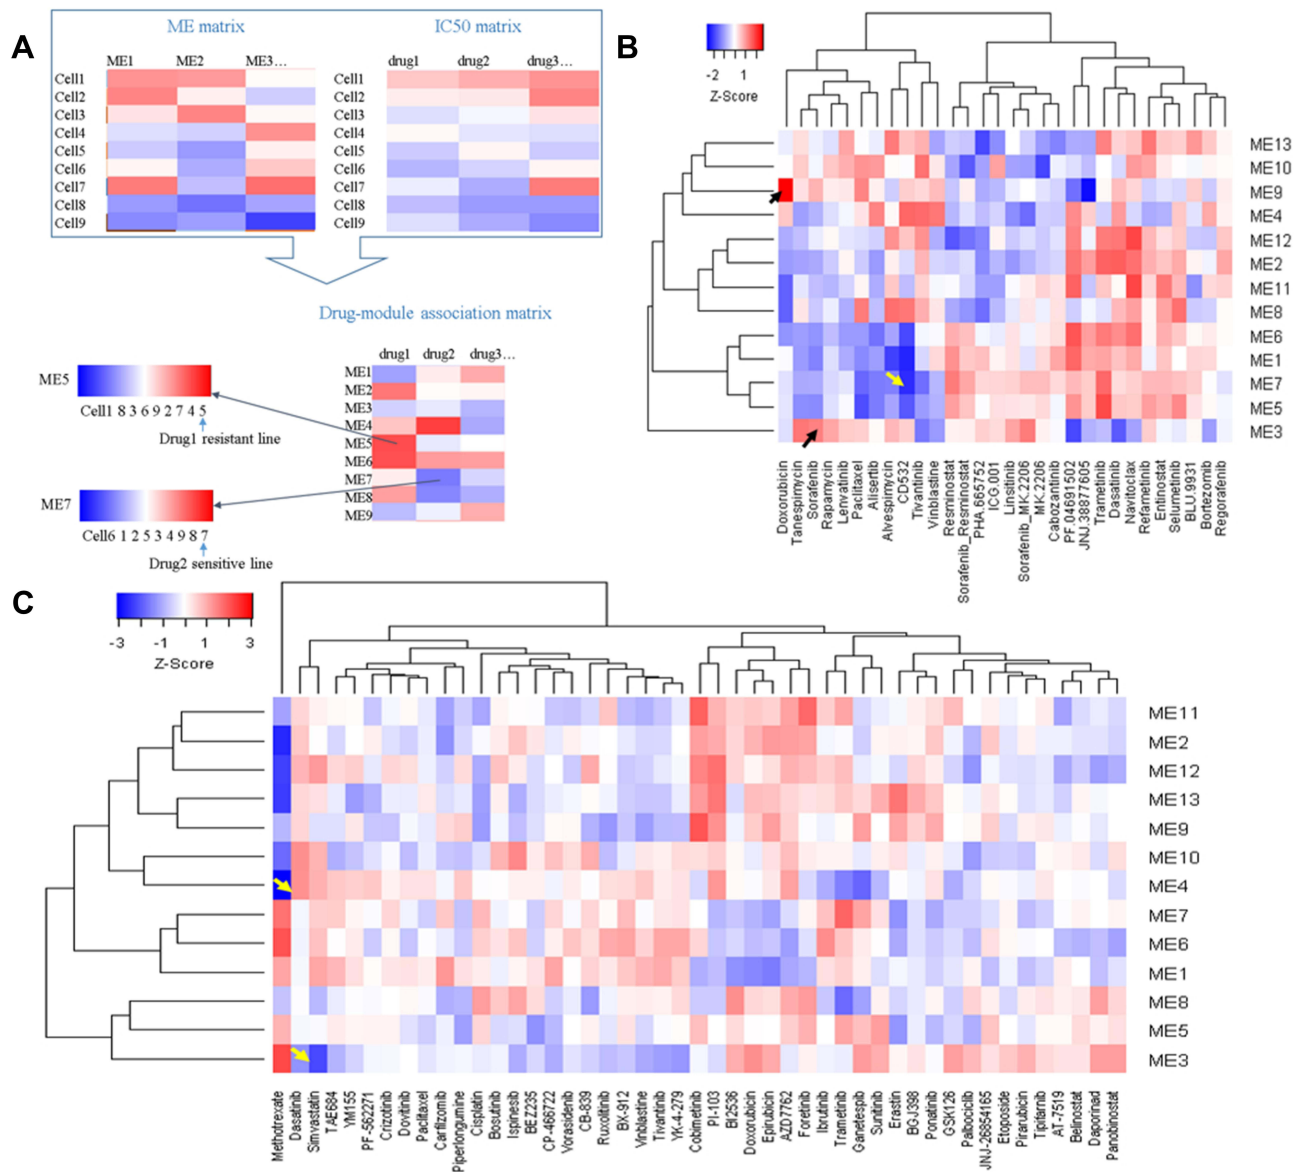 A
ME matrix
IC50 matrix
ME1 ME2 ME3...
drug1 drug2 drug3...
Cell1 Cell1
Cell2 Cell2
Cell3 Cell3
Cell4 Cell4
Cell5 Cell5
Cell6 Cell6
Cell7 Cell7
Cell8 Cell8
Cell9 Cell9
Drug-module association matrix
drug1 drug2 drug3...
ME1
ME2
ME3
ME4
ME5
ME6
ME7
ME8
ME9
ME5
Cell1 8 3 6 9 2 7 4 5
Drug1 resistant line
ME7
Cell6 1 2 5 3 4 9 8 7
Drug2 sensitive line
B
-2 1
Z-Score
ME13
ME10
ME9
ME4
ME12
ME2
ME11
ME8
ME6
ME1
ME7
ME5
ME3
Doxorubicin
Tanespimycin
Sorafenib
Rapamycin
Lenvatinib
Paclitaxel
Alisertib
Alvespimycin
CD532
Tivantinib
Vinblastine
Resminostat
Sorafenib_Resminostat
PHA.665752
ICG.001
Linsitinib
Sorafenib_MK.2206
MK.2206
Cabozantinib
PF.04691502
JNJ.38877605
Trametinib
Dasatinib
Navitoclax
Refametinib
Entinostat
Selumetinib
BLU.9931
Bortezomib
Regorafenib
C
-3 -1 1 3
Z-Score
ME11
ME2
ME12
ME13
ME9
ME10
ME4
ME7
ME6
ME1
ME8
ME5
ME3
Methotrexate
Dasatinib
Simvastatin
TAE684
YM155
PF-562271
Crizotinib
Dovitinib
Paclitaxel
Carfilzomib
Piperlongumine
Cisplatin
Bosutinib
Ispinesib
BEZ235
CP-466722
Vorasidenib
CB-839
Ruxolitinib
BX-912
Vinblastine
Tivantinib
YK-4-279
Cobimetinib
PI-103
BI2536
Doxorubicin
Epirubicin
AZD7762
Foretinib
Ibrutinib
Trametinib
Ganetespib
Sunitinib
Erastin
BGJ398
Ponatinib
GSK126
Palbociclib
JNJ-26854165
Etoposide
Pirarubicin
Tipifarnib
AT-7519
Belinostat
Daporinad
Panobinostat